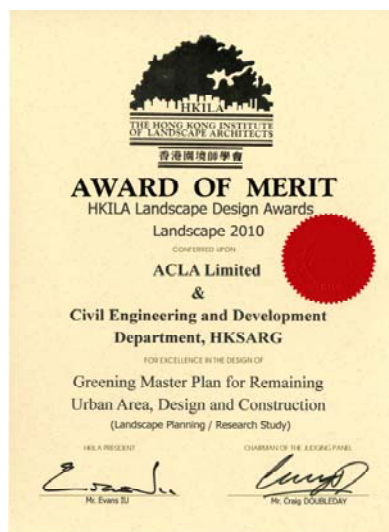 HKILA
THE HONG KONG INSTITUTE
OF LANDSCAPE ARCHITECTS
香港園境師學會
AWARD OF MERIT
HKILA Landscape Design Awards
Landscape 2010
CONFERRED UPON
ACLA Limited
&
Civil Engineering and Development
Department, HKSARG
FOR EXCELLENCE IN THE DESIGN OF
Greening Master Plan for Remaining
Urban Area, Design and Construction
(Landscape Planning / Research Study)
HKILA PRESIDENT
CHAIRMAN OF THE JUDGING PANEL
Mr. Evans IU
Mr. Craig DOUBLEDAY